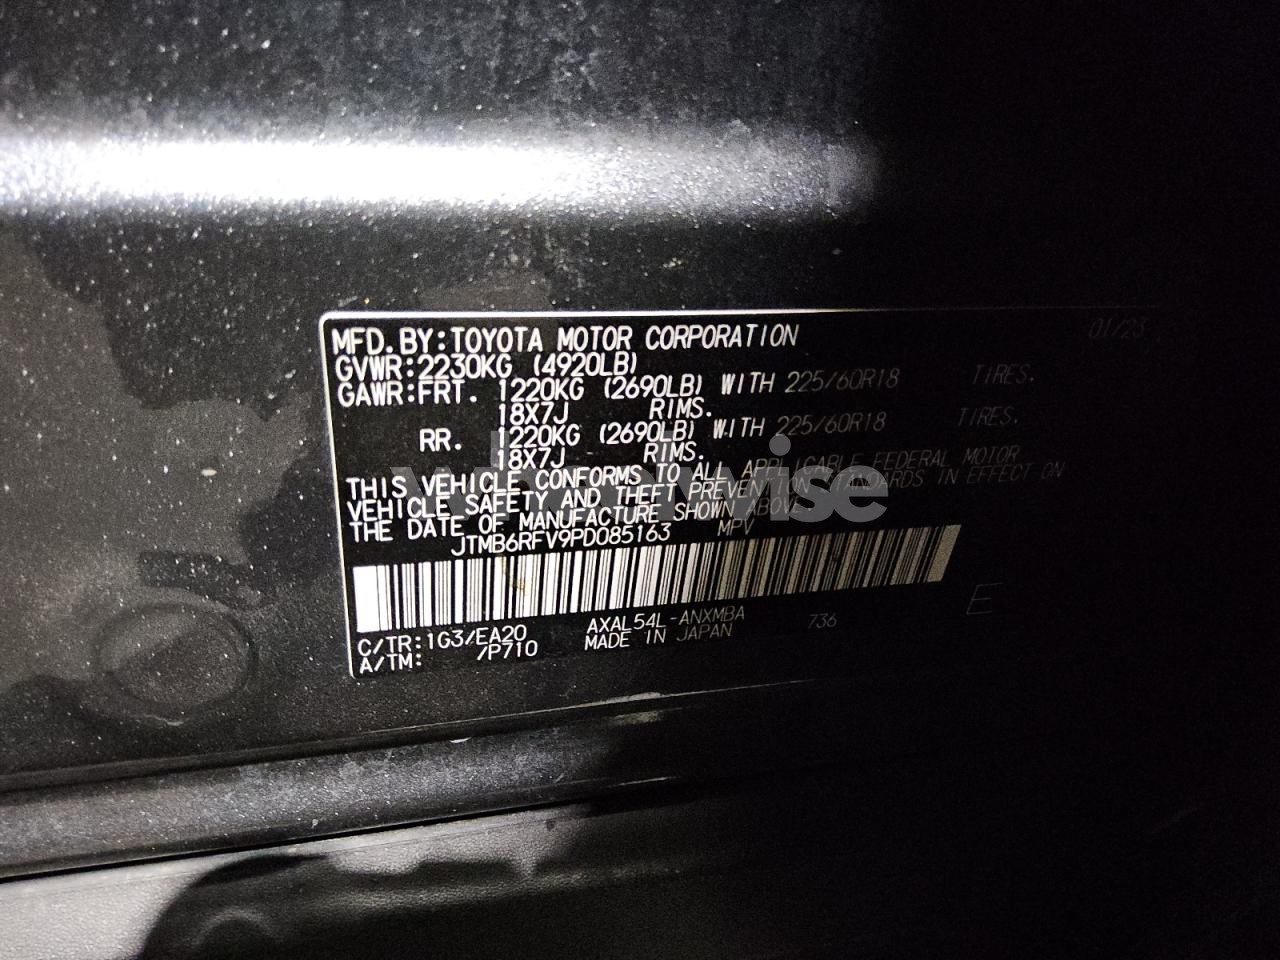 MFD. BY: TOYOTA MOTOR CORPORATION 01/23
GVWR: 2230KG (4920LB)
GAWR: FRT. 1220KG (2690LB) WITH 225/60R18 TIRES.
18X7J RIMS.
RR. 1220KG (2690LB) WITH 225/60R18 TIRES.
18X7J RIMS.
THIS VEHICLE CONFORMS TO ALL APPLICABLE FEDERAL MOTOR
VEHICLE SAFETY AND THEFT PREVENTION STANDARDS IN EFFECT ON
THE DATE OF MANUFACTURE SHOWN ABOVE.
JTMB6RFV9PD085163 MPV
C/TR: 1G3/EA20 AXAL54L-ANXMBA 736 E
A/TM: /P710 MADE IN JAPAN